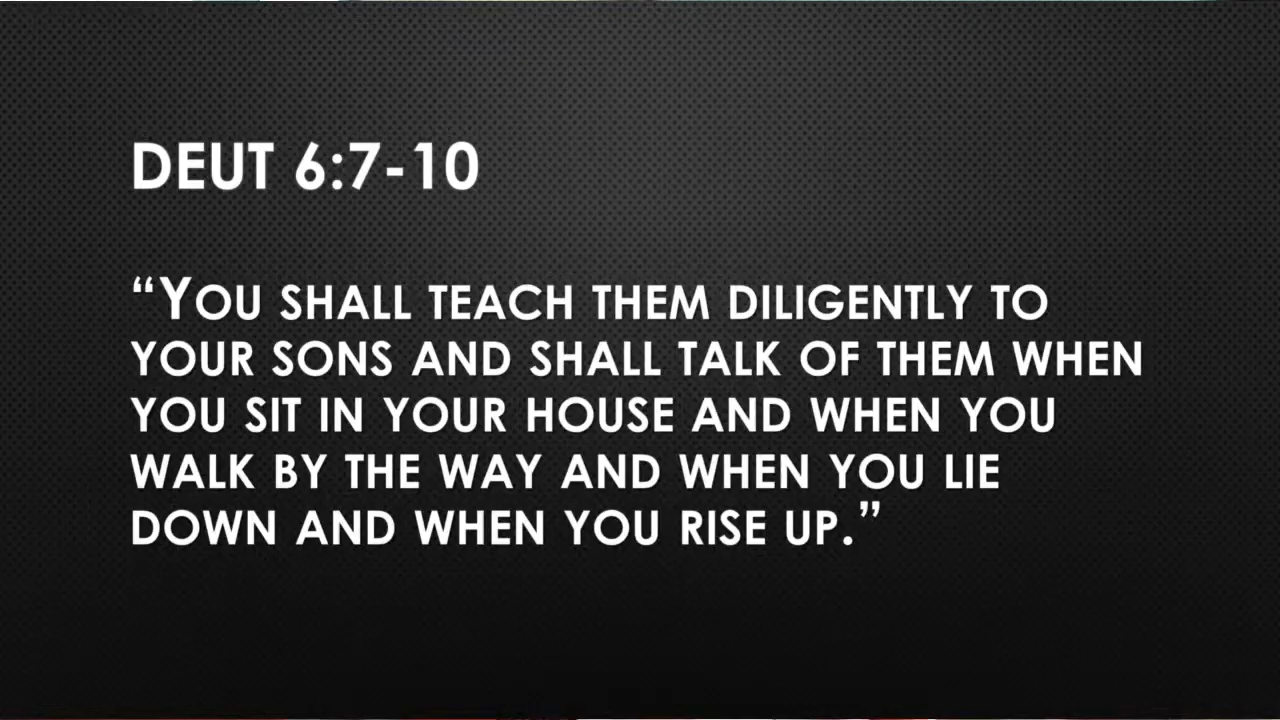 DEUT 6:7-10
“YOU SHALL TEACH THEM DILIGENTLY TO
YOUR SONS AND SHALL TALK OF THEM WHEN
YOU SIT IN YOUR HOUSE AND WHEN YOU
WALK BY THE WAY AND WHEN YOU LIE
DOWN AND WHEN YOU RISE UP.”